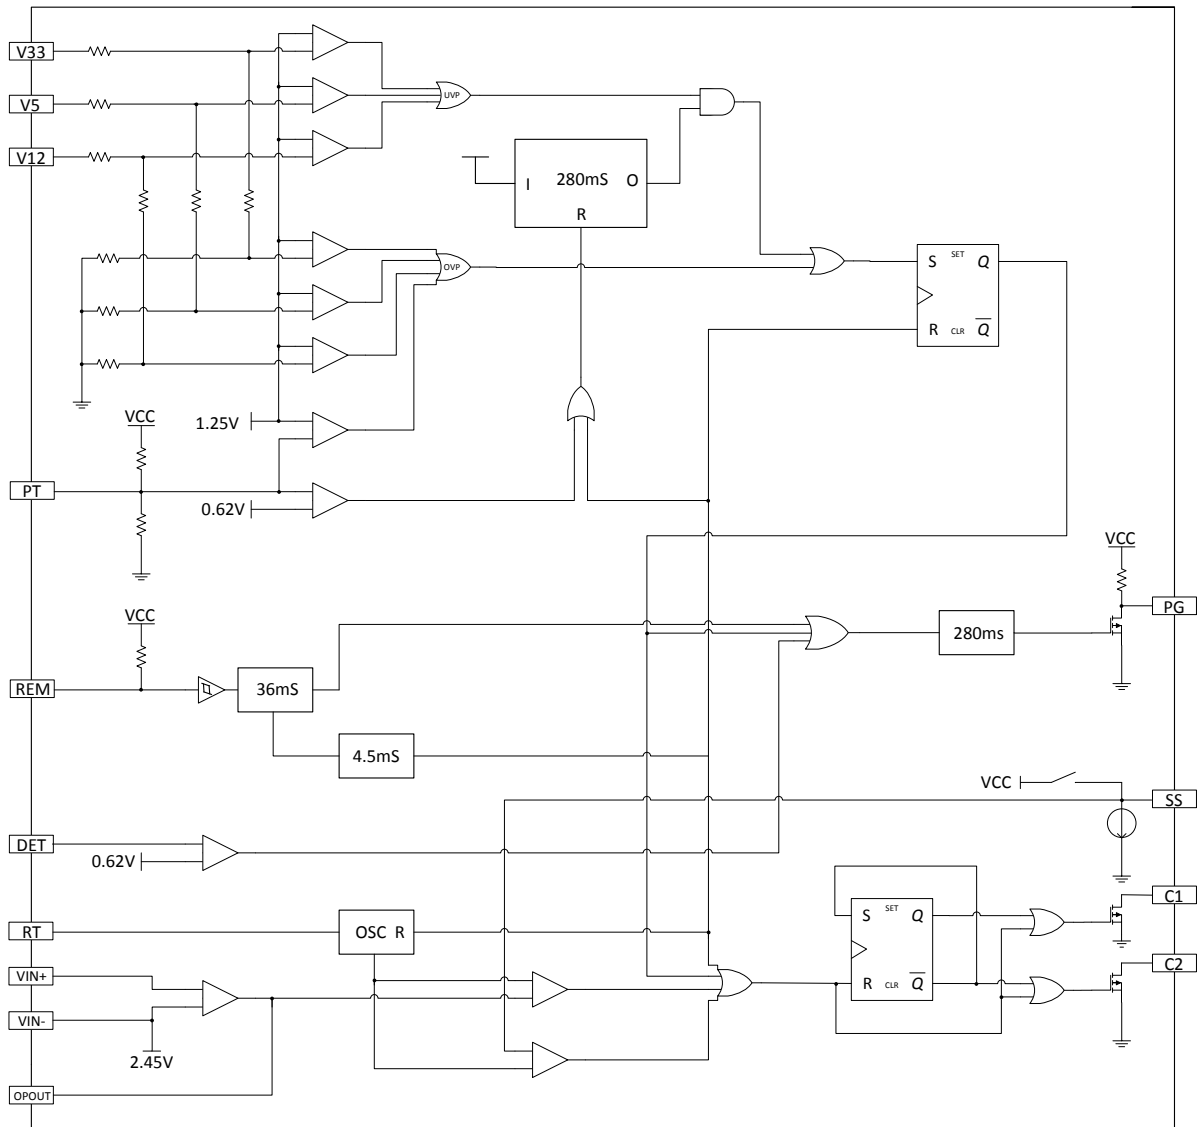 V33
V5
UVP
V12
I 280mS O
R
OVP
S SET Q
R CLR Q
VCC
1.25V
PT
0.62V
VCC
PG
VCC
280ms
REM
36mS
4.5mS
VCC
SS
DET
0.62V
C1
S SET Q
RT
OSC R
C2
VIN+
R CLR Q
VIN-
2.45V
OPOUT